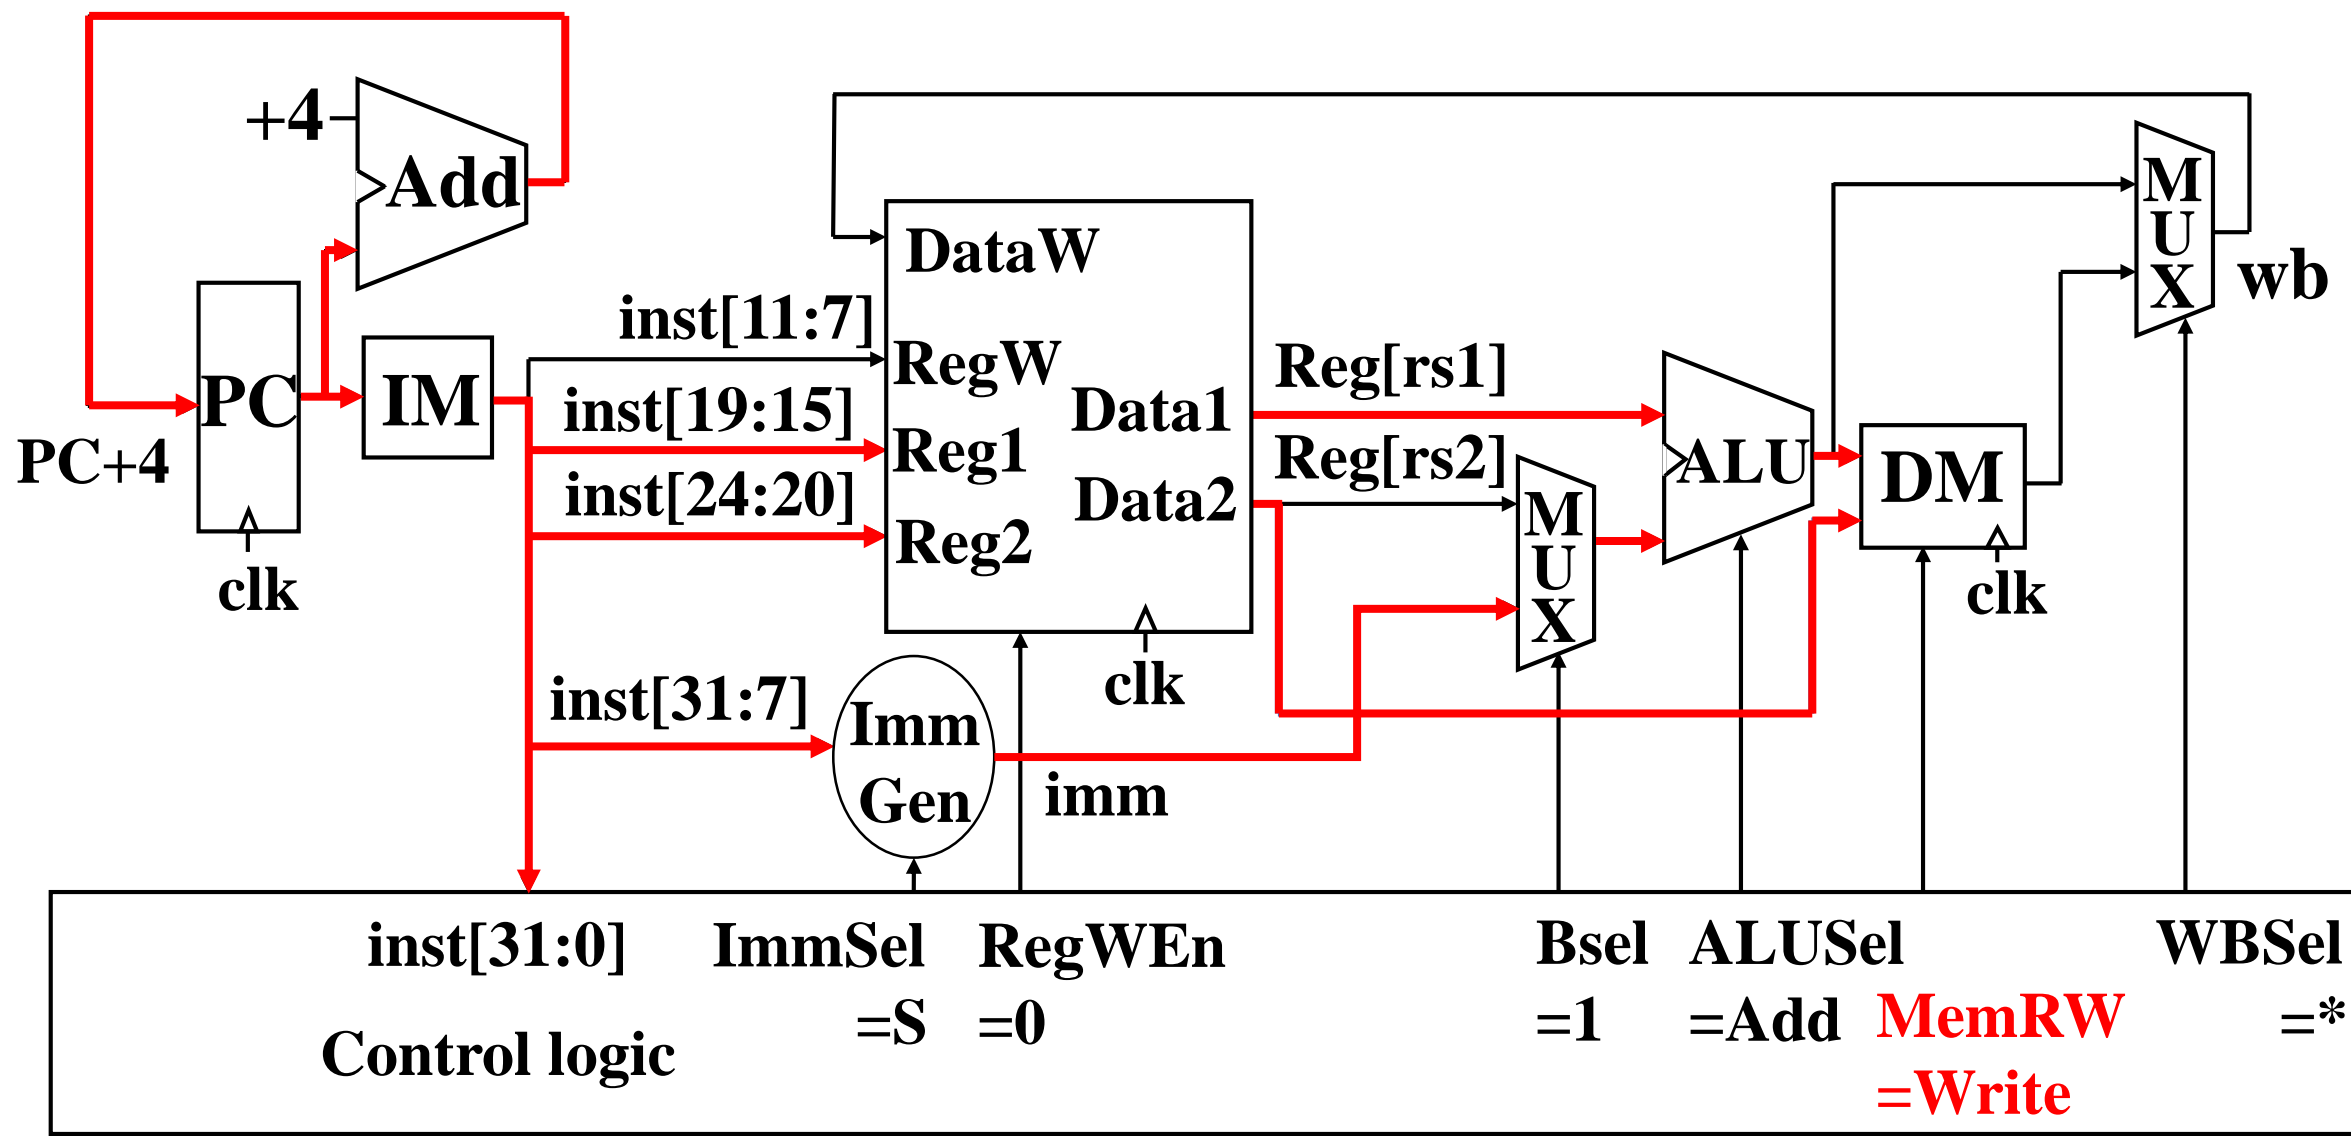 +4
Add
DataW
M
U
X
wb
inst[11:7]
RegW
Reg[rs1]
PC
IM
inst[19:15]
Data1
Reg1
PC+4
Reg[rs2]
ALU
DM
inst[24:20]
Data2
M
U
X
Reg2
clk
clk
clk
inst[31:7]
Imm
Gen
imm
inst[31:0]
ImmSel
=S
RegWEn
=0
Bsel
=1
ALUSel
=Add
MemRW
=Write
WBSel
=*
Control logic